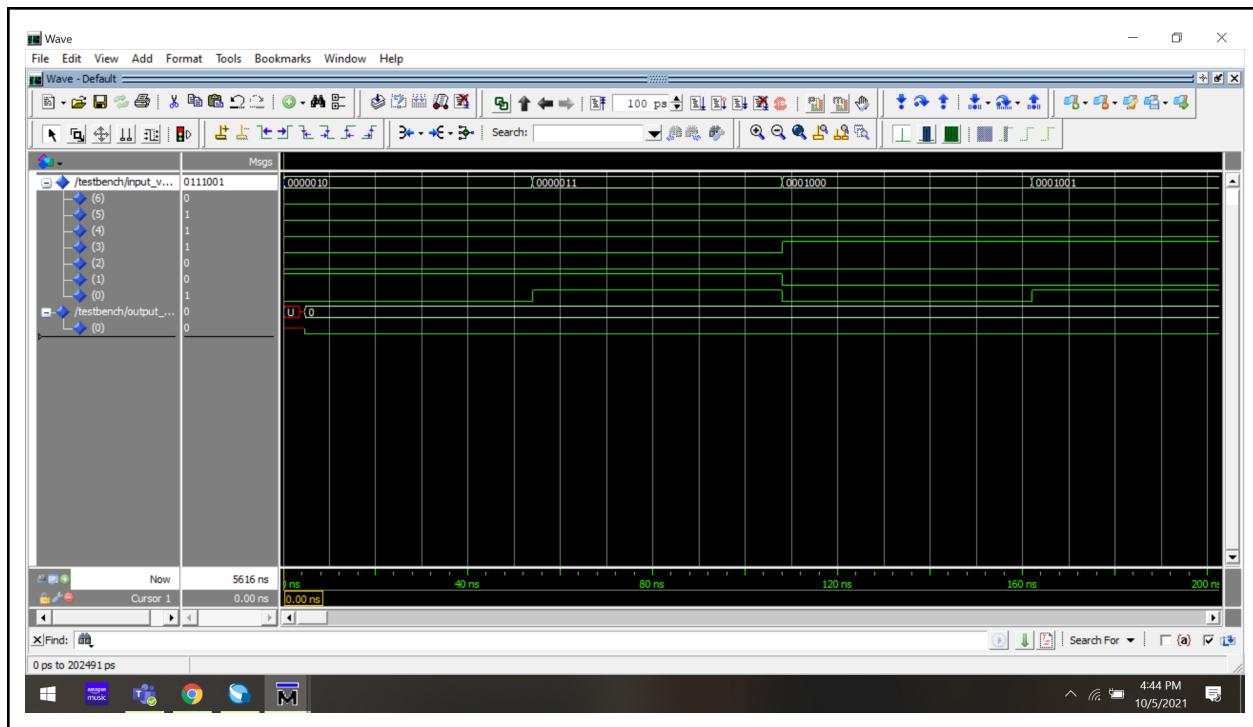 Wave
File Edit View Add Format Tools Bookmarks Window Help
Wave - Default
100 ps
Search:
Msgs
/testbench/input_v... 0111001 0000010 0000011 0001000 0001001
(6) 0
(5) 1
(4) 1
(3) 1
(2) 0
(1) 0
(0) 1
/testbench/output_... 0 U 0
(0) 0
Now 5616 ns ns 40 ns 80 ns 120 ns 160 ns 200 ns
Cursor 1 0.00 ns 0.00 ns
Find: Search For {a}
0 ps to 202491 ps
amazon music
T
M
4:44 PM
10/5/2021